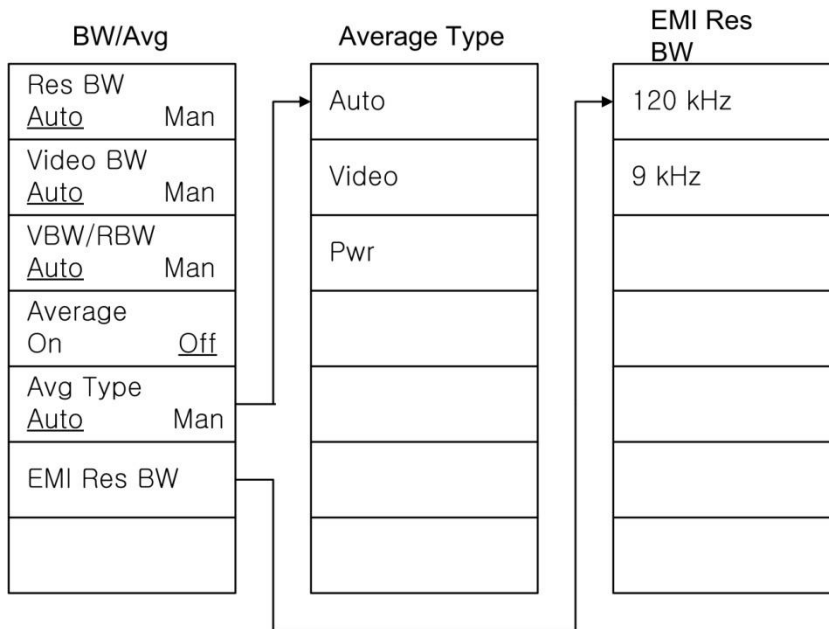 BW/Avg
Res BW
Auto Man
Video BW
Auto Man
VBW/RBW
Auto Man
Average
On Off
Avg Type
Auto Man
EMI Res BW
Average Type
Auto
Video
Pwr
EMI Res
BW
120 kHz
9 kHz